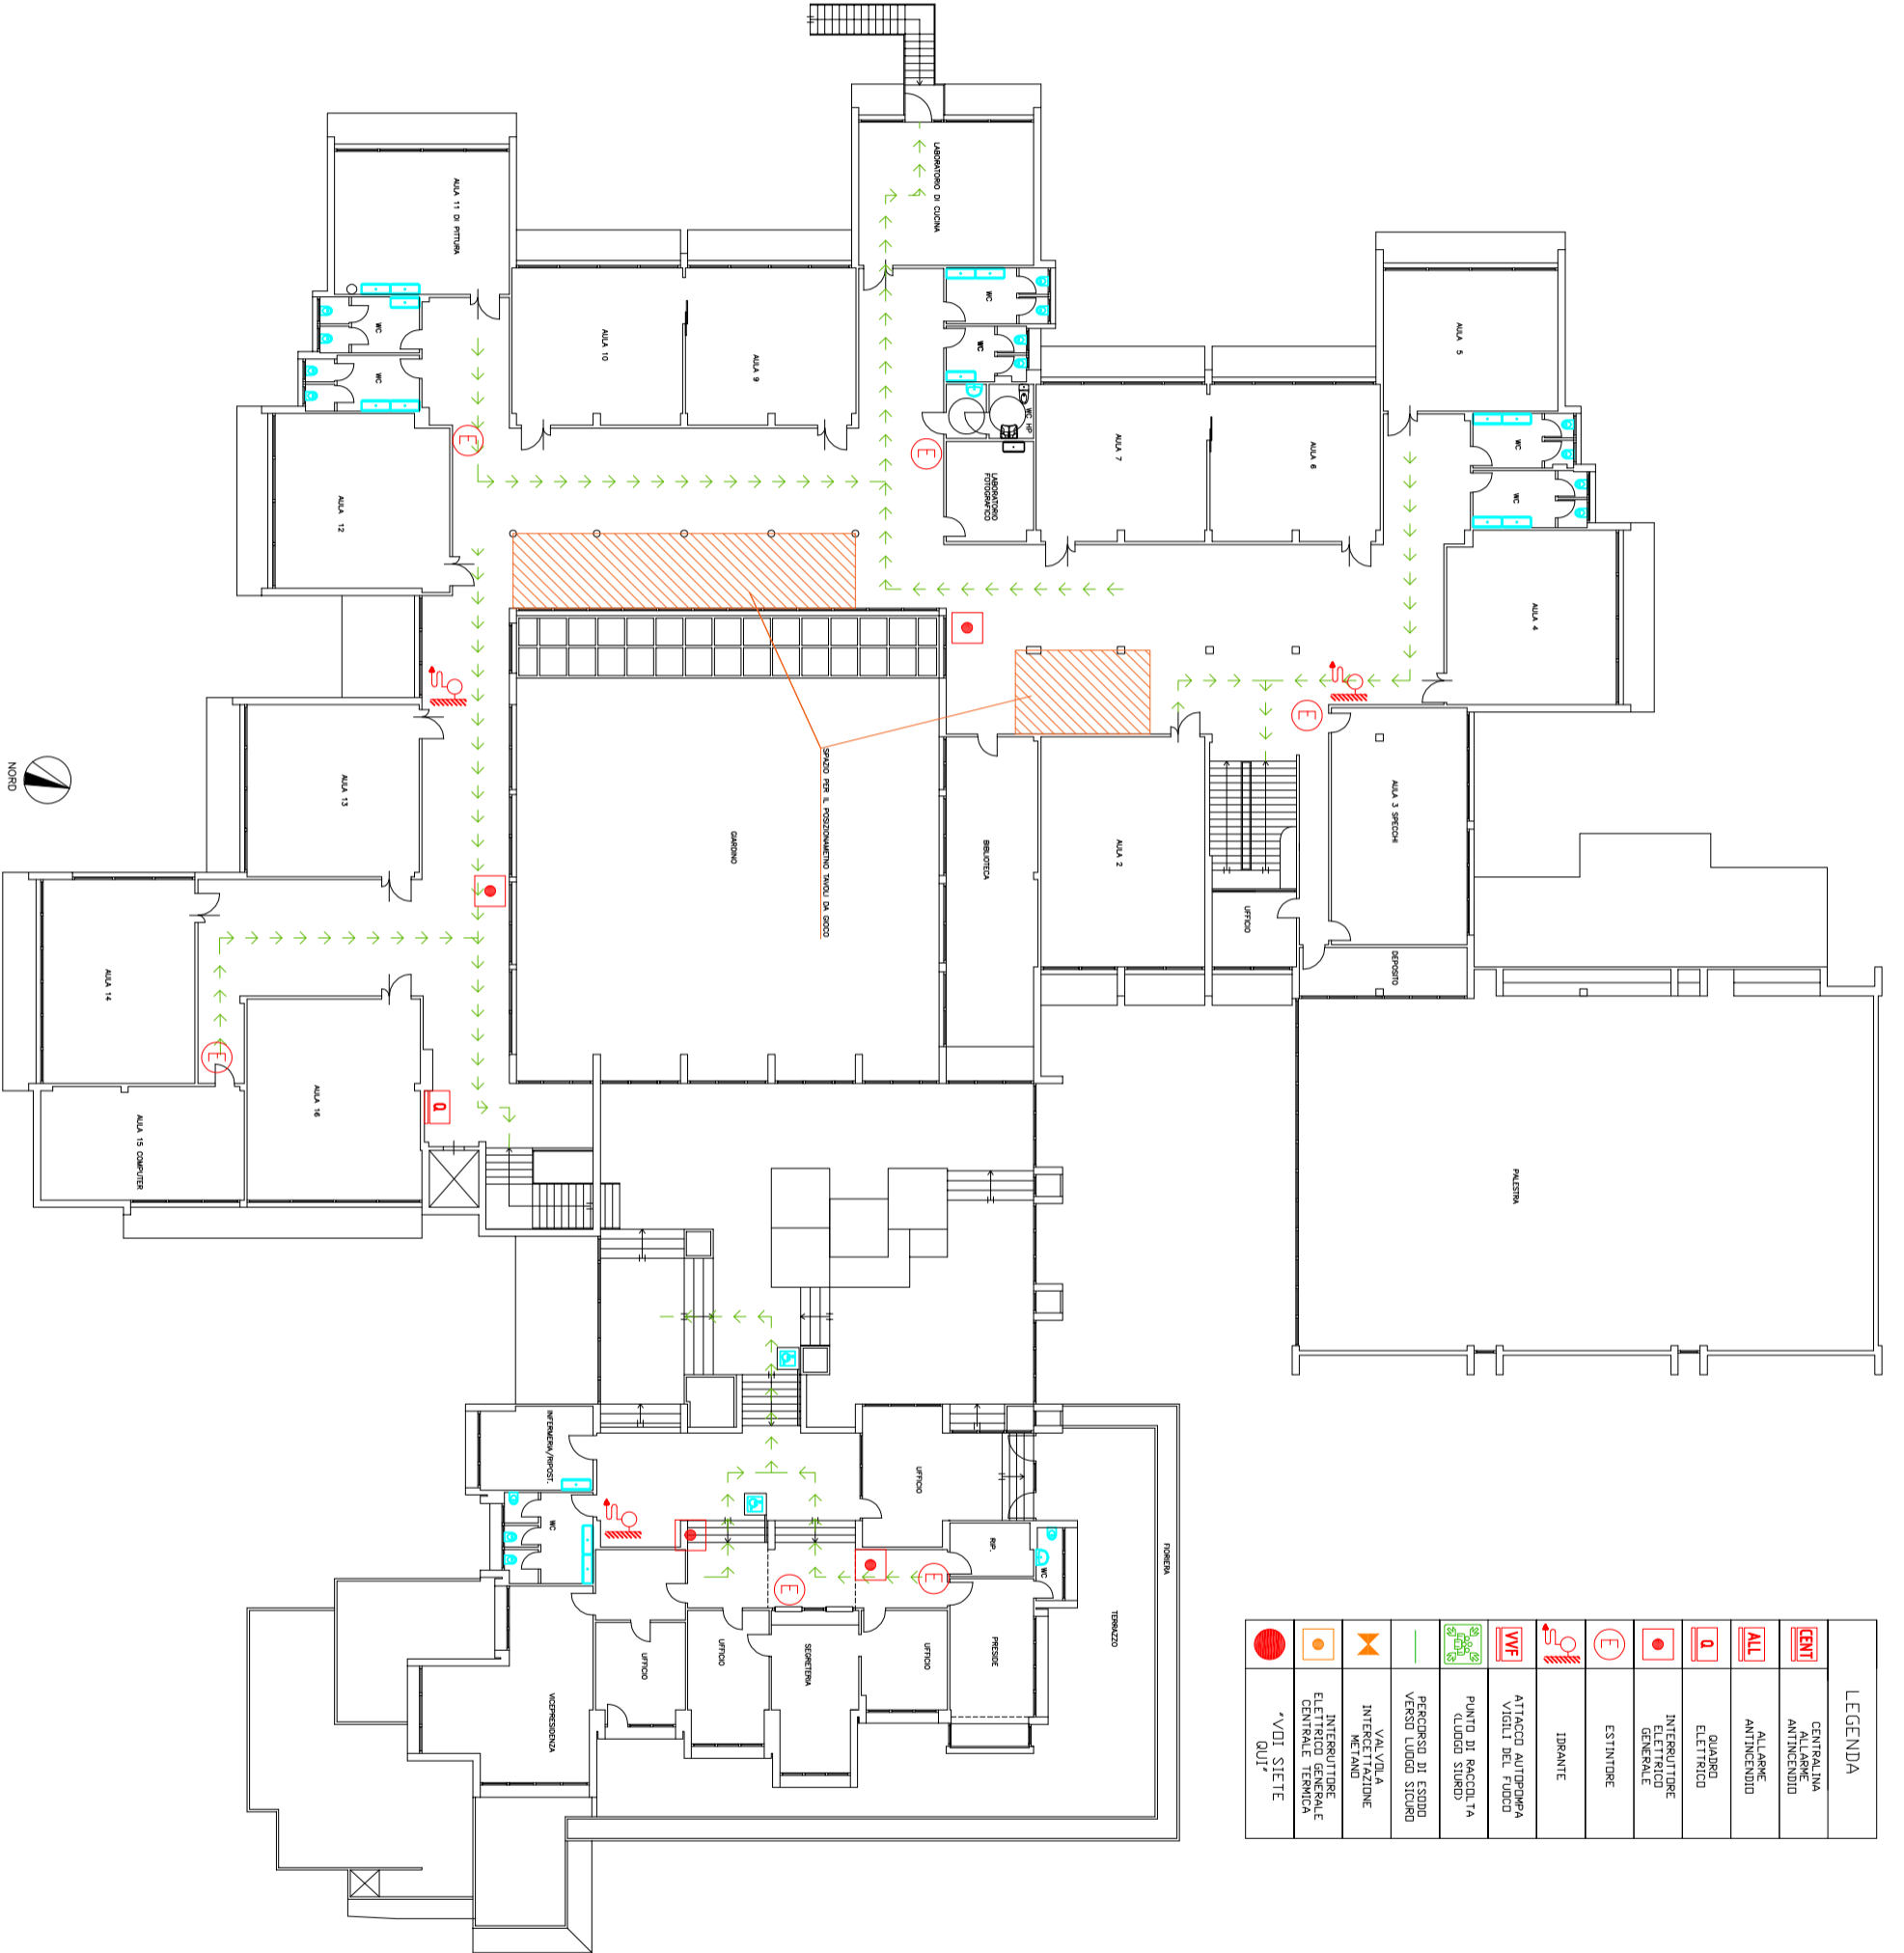 LEGENDA
CENT
CENTRALINA
ALLARME
ANTINCENDIO
ALL
ALLARME
ANTINCENDIO
Q
QUADRO
ELETTRICO
INTERRUTTORE
ELETTRICO
GENERALE
E
ESTINTORE
IDRANTE
VVF
ATTACCO AUTOPOMPA
VIGILI DEL FUOCO
PUNTO DI RACCOLTA
(LUOGO SIURO)
PERCORSO DI ESODO
VERSO LUOGO SICURO
VALVOLA
INTERCETTAZIONE
METANO
INTERRUTTORE
ELETTRICO GENERALE
CENTRALE TERMICA
"VOI SIETE
QUI"
PALESTRA
AULA 4
AULA 5
WC
WC
AULA 3 SPECCHI
DEPOSITO
AULA 6
E
UFFICIO
AULA 7
AULA 2
WC HP
LABORATORIO
FOTOGRAFICO
WC
WC
BIBLIOTECA
LABORATORIO DI CUCINA
E
SPAZIO PER IL POSIZIONAMETNO TAVOLI DA GIOCO
AULA 9
GIARDINO
AULA 10
AULA 11 DI PITTURA
E
WC
WC
AULA 12
AULA 13
Q
AULA 16
E
AULA 14
AULA 15 COMPUTER
FIORIERA
TERRAZZO
WC
RIP.
PRESIDE
UFFICIO
E
UFFICIO
E
SEGRETERIA
UFFICIO
UFFICIO
INFERMERIA/RIPOST.
WC
VICEPRESIDENZA
NORD